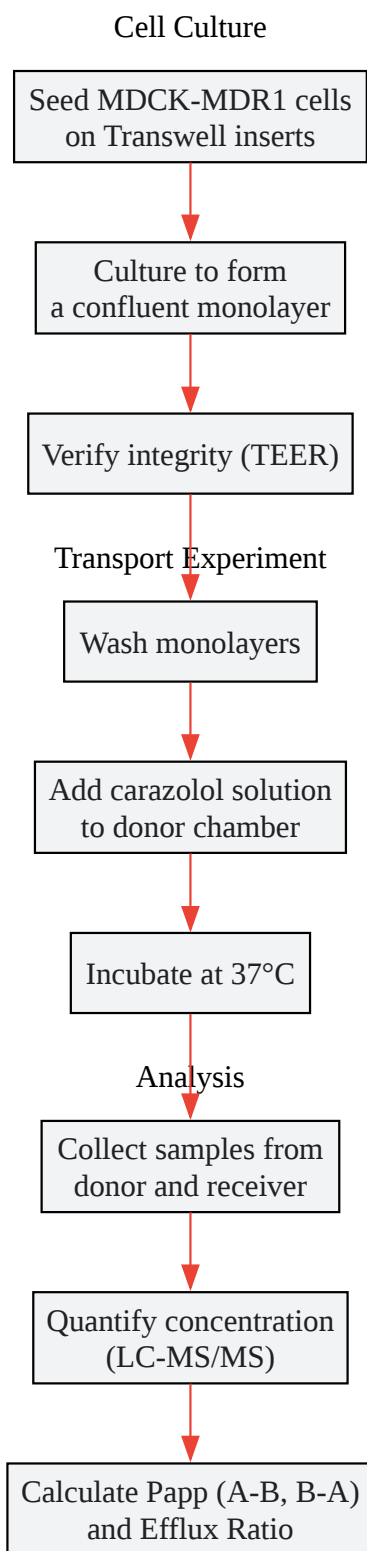 Cell Culture
Seed MDCK-MDR1 cells
on Transwell inserts
Culture to form
a confluent monolayer
Verify integrity (TEER)
Transport Experiment
Wash monolayers
Add carazolol solution
to donor chamber
Incubate at 37°C
Analysis
Collect samples from
donor and receiver
Quantify concentration
(LC-MS/MS)
Calculate Papp (A-B, B-A)
and Efflux Ratio